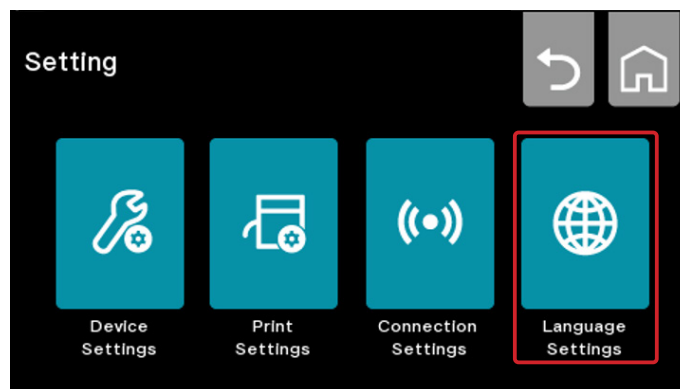 Setting
Device
Settings
Print
Settings
Connection
Settings
Language
Settings